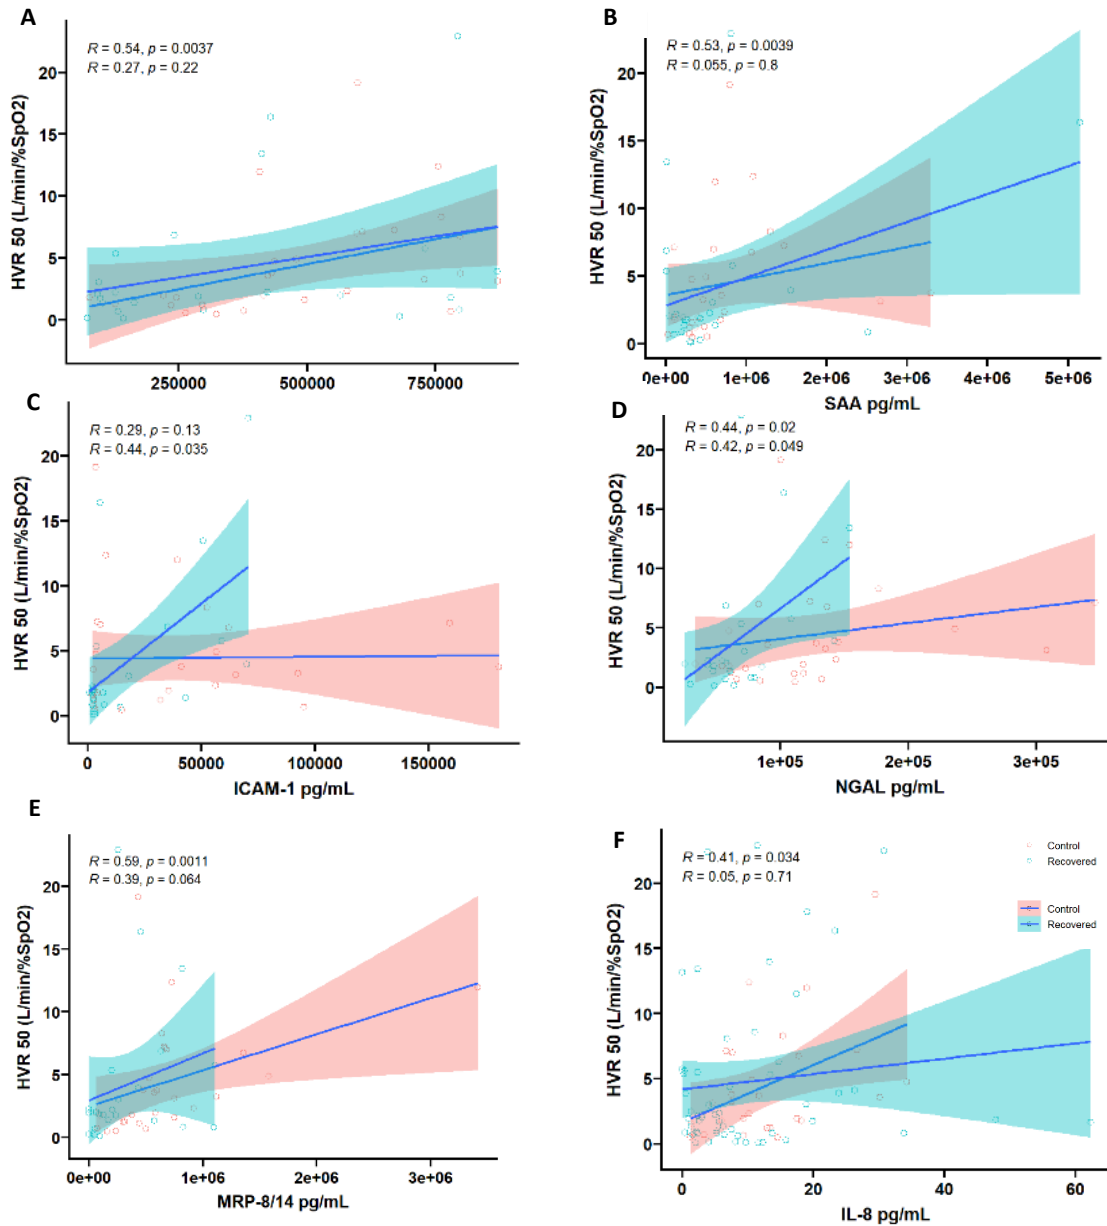 A
R = 0.54, p = 0.0037
R = 0.27, p = 0.22
HVR 50 (L/min/%SpO2)
20
15
10
5
0
250000 500000 750000
B
R = 0.53, p = 0.0039
R = 0.055, p = 0.8
HVR 50 (L/min/%SpO2)
20
15
10
5
0
0e+00 1e+06 2e+06 3e+06 4e+06 5e+06
SAA pg/mL
C
R = 0.29, p = 0.13
R = 0.44, p = 0.035
HVR 50 (L/min/%SpO2)
20
15
10
5
0
0 50000 100000 150000
ICAM-1 pg/mL
D
R = 0.44, p = 0.02
R = 0.42, p = 0.049
HVR 50 (L/min/%SpO2)
20
15
10
5
0
1e+05 2e+05 3e+05
NGAL pg/mL
E
R = 0.59, p = 0.0011
R = 0.39, p = 0.064
HVR 50 (L/min/%SpO2)
20
15
10
5
0
0e+00 1e+06 2e+06 3e+06
MRP-8/14 pg/mL
F
R = 0.41, p = 0.034
R = 0.05, p = 0.71
Control
Recovered
Control
Recovered
HVR 50 (L/min/%SpO2)
20
15
10
5
0
0 20 40 60
IL-8 pg/mL